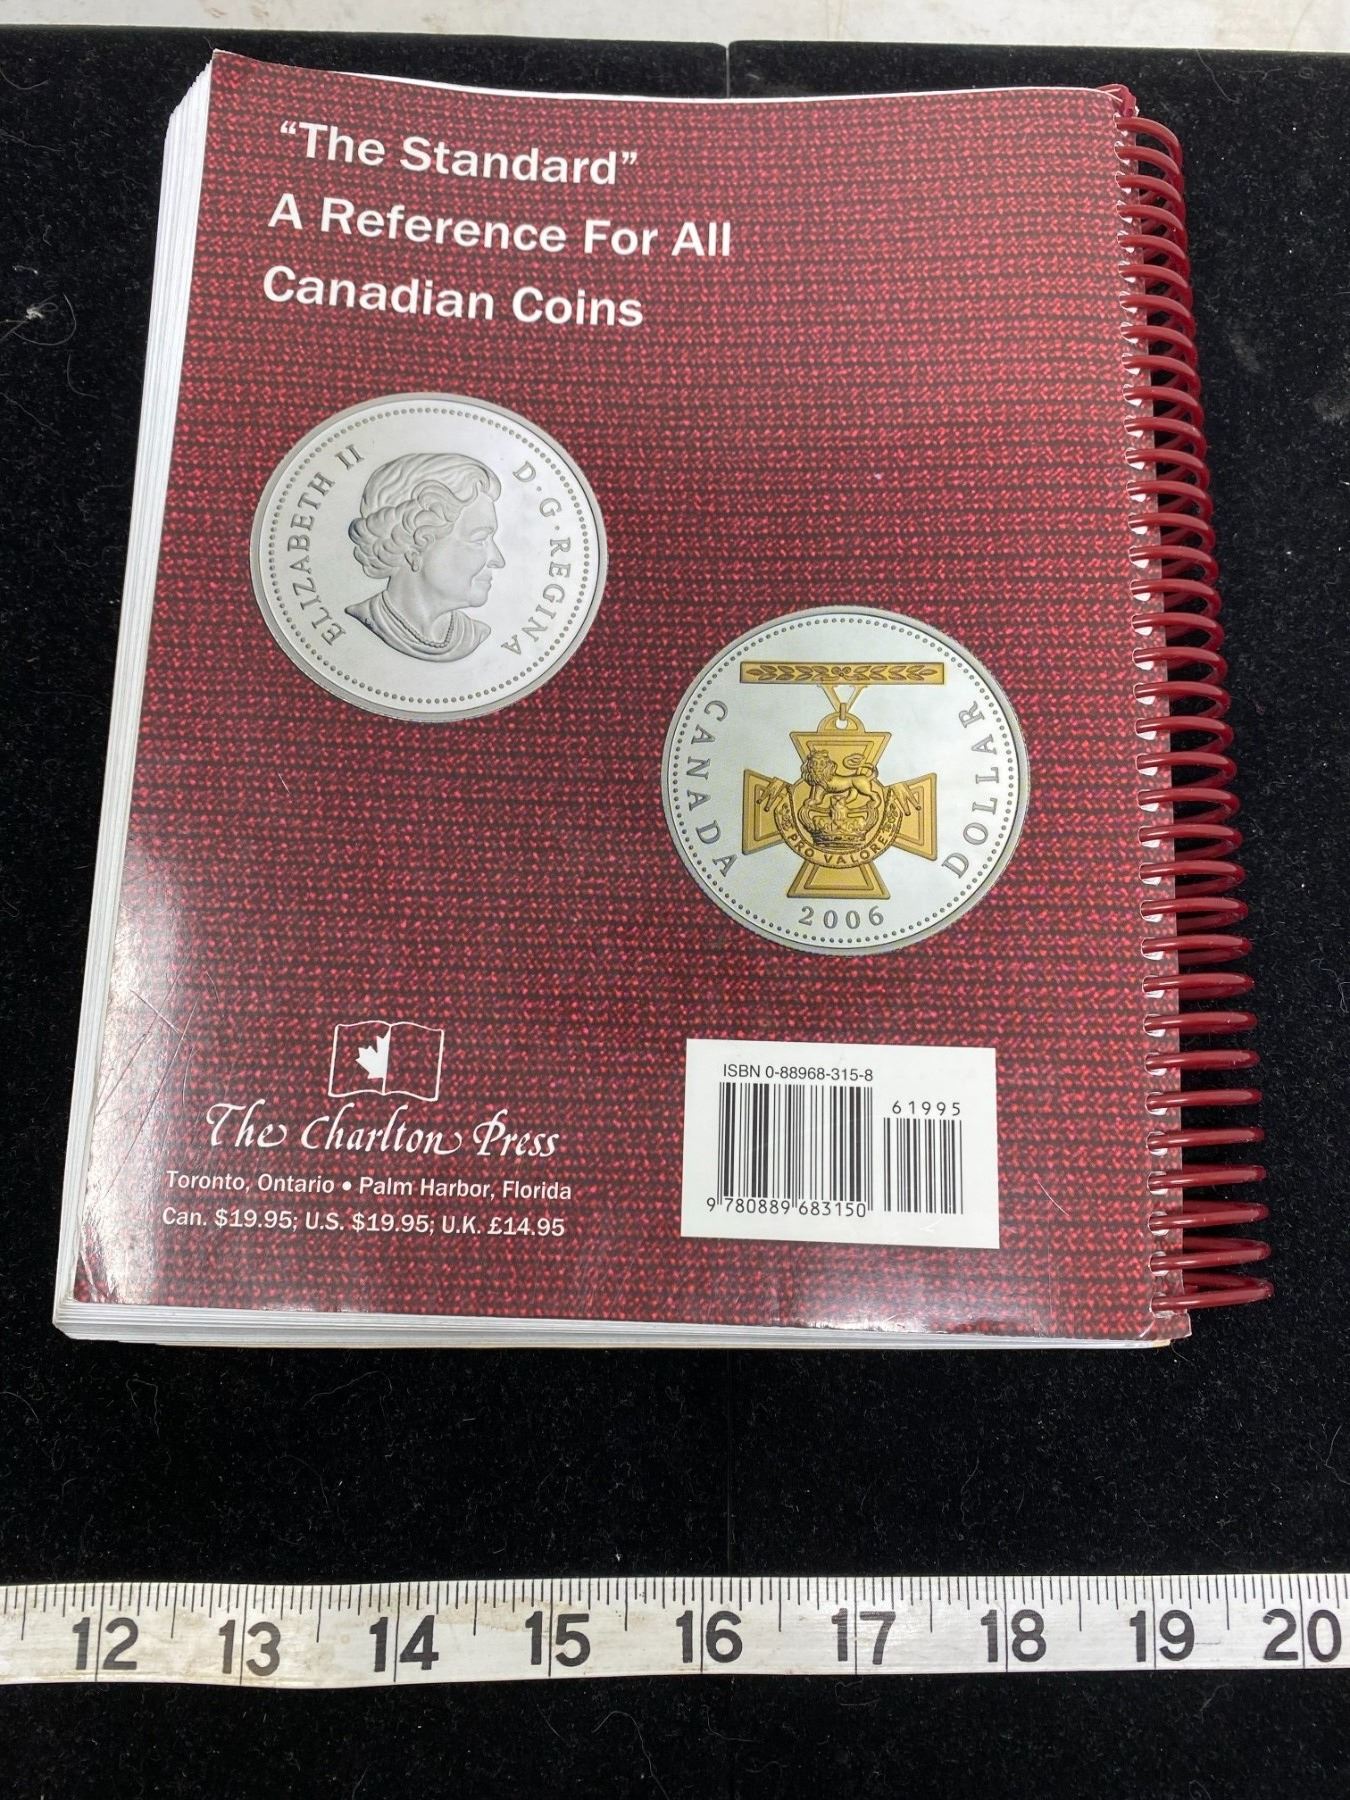 “The Standard”
A Reference For All
Canadian Coins
ELIZABETH II D·G·REGINA
CANADA DOLLAR
PRO VALORE
2006
The Charlton Press
Toronto, Ontario • Palm Harbor, Florida
Can. $19.95; U.S. $19.95; U.K. £14.95
ISBN 0-88968-315-8
61995
9 780889 683150
12 13 14 15 16 17 18 19 20